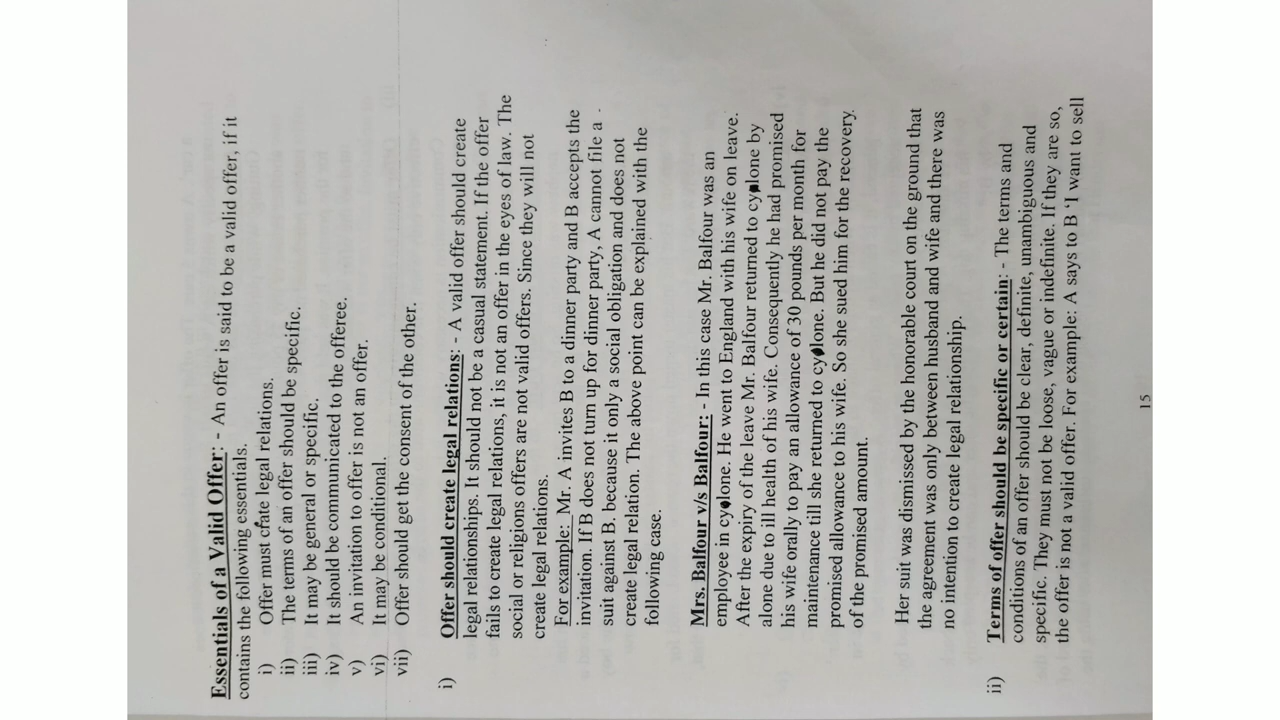 Essentials of a Valid Offer: - An offer is said to be a valid offer, if it
contains the following essentials.
i) Offer must crate legal relations.
ii) The terms of an offer should be specific.
iii) It may be general or specific.
iv) It should be communicated to the offeree.
v) An invitation to offer is not an offer.
vi) It may be conditional.
vii) Offer should get the consent of the other.
i) Offer should create legal relations: - A valid offer should create
legal relationships. It should not be a casual statement. If the offer
fails to create legal relations, it is not an offer in the eyes of law. The
social or religions offers are not valid offers. Since they will not
create legal relations.
For example: Mr. A invites B to a dinner party and B accepts the
invitation. If B does not turn up for dinner party, A cannot file a
suit against B. because it only a social obligation and does not
create legal relation. The above point can be explained with the
following case.
Mrs. Balfour v/s Balfour: - In this case Mr. Balfour was an
employee in cylone. He went to England with his wife on leave.
After the expiry of the leave Mr. Balfour returned to cylone by
alone due to ill health of his wife. Consequently he had promised
his wife orally to pay an allowance of 30 pounds per month for
maintenance till she returned to cylone. But he did not pay the
promised allowance to his wife. So she sued him for the recovery
of the promised amount.
Her suit was dismissed by the honorable court on the ground that
the agreement was only between husband and wife and there was
no intention to create legal relationship.
ii) Terms of offer should be specific or certain: - The terms and
conditions of an offer should be clear, definite, unambiguous and
specific. They must not be loose, vague or indefinite. If they are so,
the offer is not a valid offer. For example: A says to B 'I want to sell
15